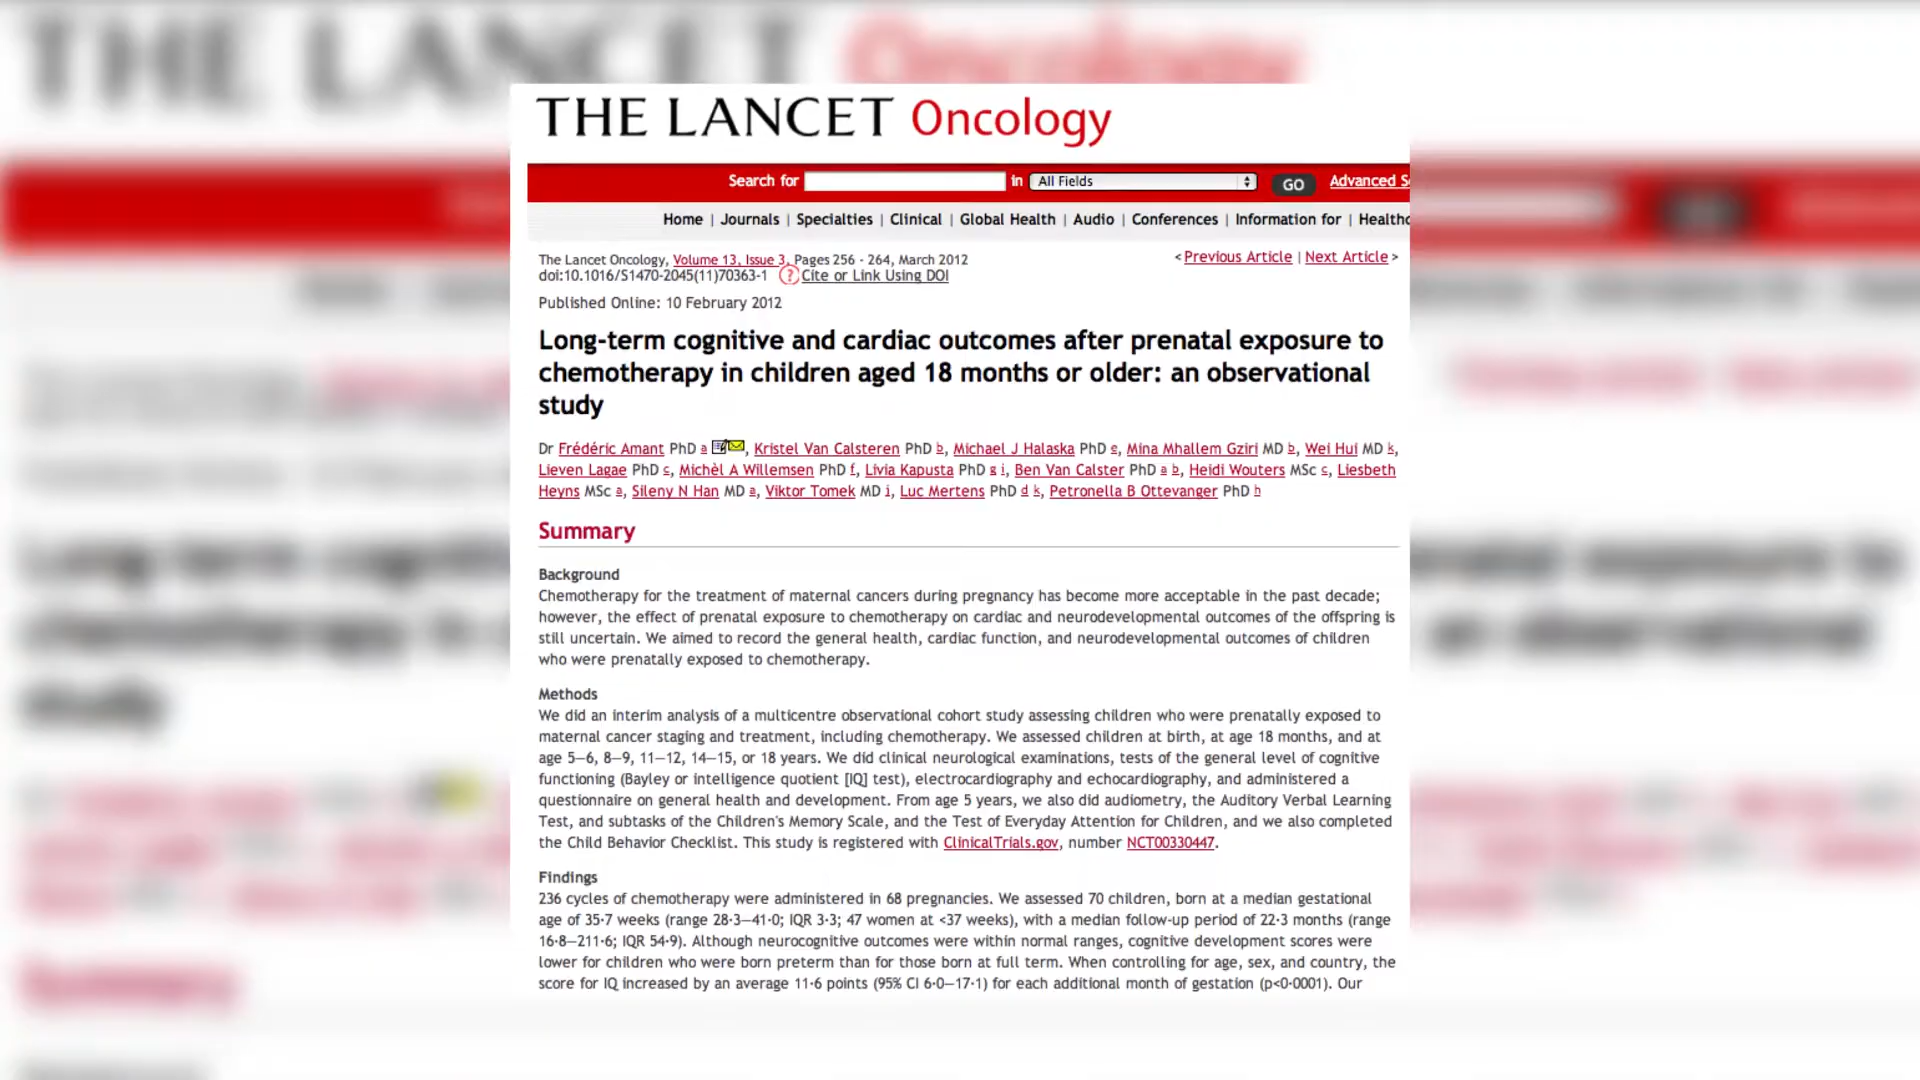 THE LANCET Oncology
Search for in All Fields GO Advanced S
Home | Journals | Specialties | Clinical | Global Health | Audio | Conferences | Information for | Healthc
The Lancet Oncology, Volume 13, Issue 3, Pages 256 - 264, March 2012
< Previous Article | Next Article >
doi:10.1016/S1470-2045(11)70363-1 ? Cite or Link Using DOI
Published Online: 10 February 2012
Long-term cognitive and cardiac outcomes after prenatal exposure to
chemotherapy in children aged 18 months or older: an observational
study
Dr Frédéric Amant PhD a, Kristel Van Calsteren PhD b, Michael J Halaska PhD e, Mina Mhallem Gziri MD b, Wei Hui MD k,
Lieven Lagae PhD c, Michèl A Willemsen PhD f, Livia Kapusta PhD g i, Ben Van Calster PhD a b, Heidi Wouters MSc c, Liesbeth
Heyns MSc a, Sileny N Han MD a, Viktor Tomek MD j, Luc Mertens PhD d k, Petronella B Ottevanger PhD h
Summary
Background
Chemotherapy for the treatment of maternal cancers during pregnancy has become more acceptable in the past decade;
however, the effect of prenatal exposure to chemotherapy on cardiac and neurodevelopmental outcomes of the offspring is
still uncertain. We aimed to record the general health, cardiac function, and neurodevelopmental outcomes of children
who were prenatally exposed to chemotherapy.
Methods
We did an interim analysis of a multicentre observational cohort study assessing children who were prenatally exposed to
maternal cancer staging and treatment, including chemotherapy. We assessed children at birth, at age 18 months, and at
age 5—6, 8—9, 11—12, 14—15, or 18 years. We did clinical neurological examinations, tests of the general level of cognitive
functioning (Bayley or intelligence quotient [IQ] test), electrocardiography and echocardiography, and administered a
questionnaire on general health and development. From age 5 years, we also did audiometry, the Auditory Verbal Learning
Test, and subtasks of the Children's Memory Scale, and the Test of Everyday Attention for Children, and we also completed
the Child Behavior Checklist. This study is registered with ClinicalTrials.gov, number NCT00330447.
Findings
236 cycles of chemotherapy were administered in 68 pregnancies. We assessed 70 children, born at a median gestational
age of 35·7 weeks (range 28·3—41·0; IQR 3·3; 47 women at <37 weeks), with a median follow-up period of 22·3 months (range
16·8—211·6; IQR 54·9). Although neurocognitive outcomes were within normal ranges, cognitive development scores were
lower for children who were born preterm than for those born at full term. When controlling for age, sex, and country, the
score for IQ increased by an average 11·6 points (95% CI 6·0—17·1) for each additional month of gestation (p<0·0001). Our